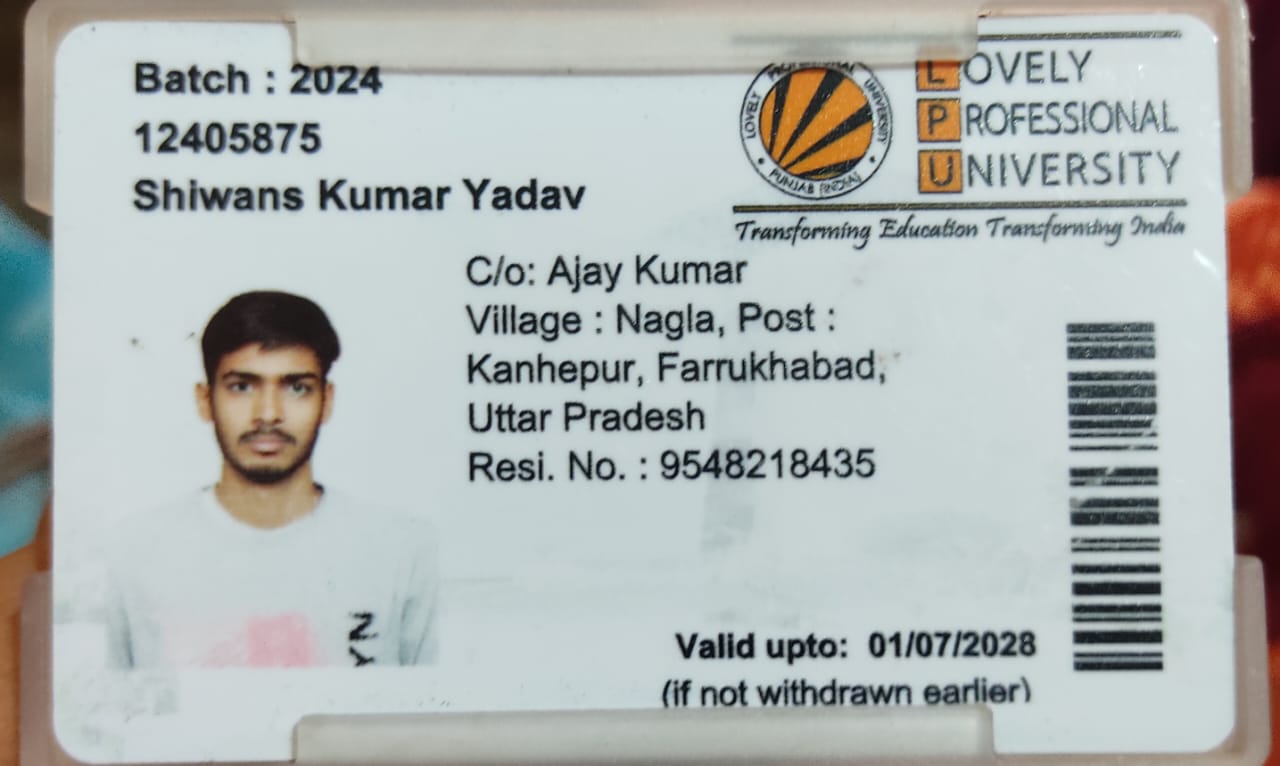 Batch : 2024
12405875
Shiwans Kumar Yadav
LOVELY
PROFESSIONAL
UNIVERSITY
LOVELY PROFESSIONAL UNIVERSITY
PUNJAB (INDIA)
Transforming Education Transforming India
C/o: Ajay Kumar
Village : Nagla, Post :
Kanhepur, Farrukhabad,
Uttar Pradesh
Resi. No. : 9548218435
Valid upto: 01/07/2028
(if not withdrawn earlier)